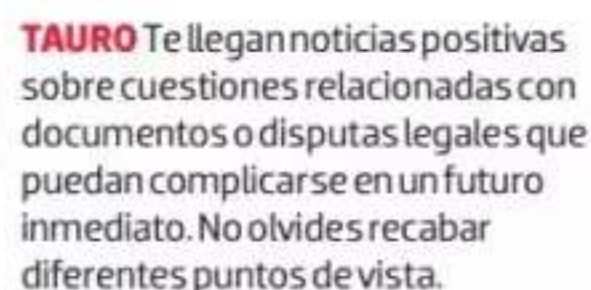 TAURO Te llegan noticias positivas
sobre cuestiones relacionadas con
documentos o disputas legales que
puedan complicarse en un futuro
inmediato. No olvides recabar
diferentes puntos de vista.